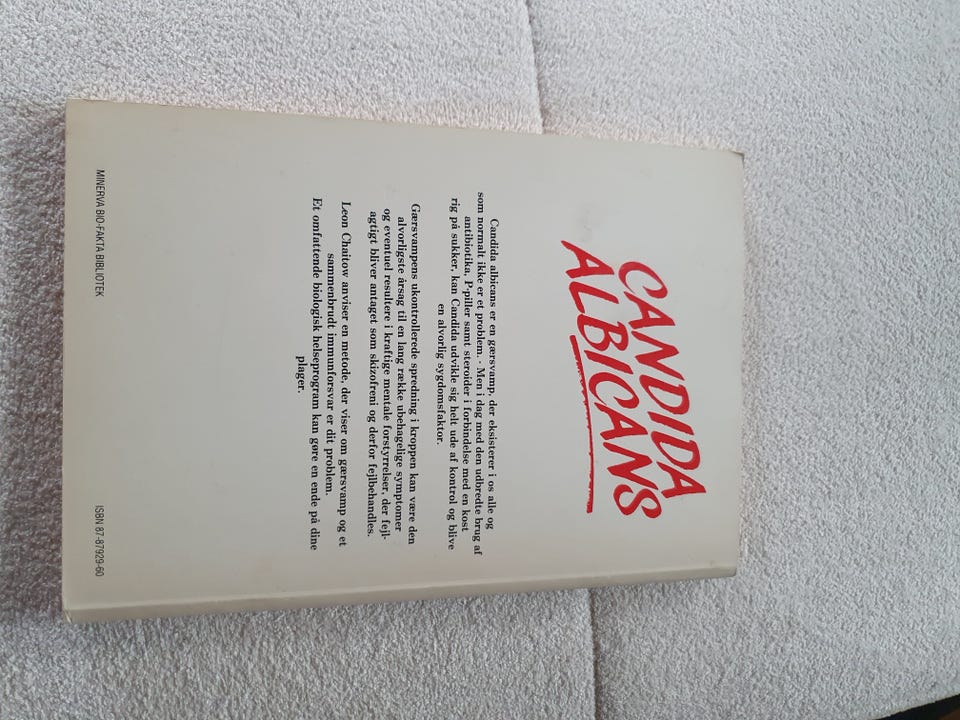 CANDIDA
ALBICANS
Candida albicans er en gærsvamp, der eksisterer i os alle og
som normalt ikke er et problem. - Men i dag med den udbredte brug af
antibiotika, P-piller samt steroider i forbindelse med en kost
rig på sukker, kan Candida udvikle sig helt ude af kontrol og blive
en alvorlig sygdomsfaktor.
Gærsvampens ukontrollerede spredning i kroppen kan være den
alvorligste årsag til en lang række ubehagelige symptomer
og eventuel resultere i kraftige mentale forstyrrelser, der fejl-
agtigt bliver antaget som skizofreni og derfor fejlbehandles.
Leon Chaitow anviser en metode, der viser om gærsvamp og et
sammenbrudt immunforsvar er dit problem.
Et omfattende biologisk helseprogram kan gøre en ende på dine
plager.
MINERVA BIO-FAKTA BIBLIOTEK
ISBN 87-87929-60